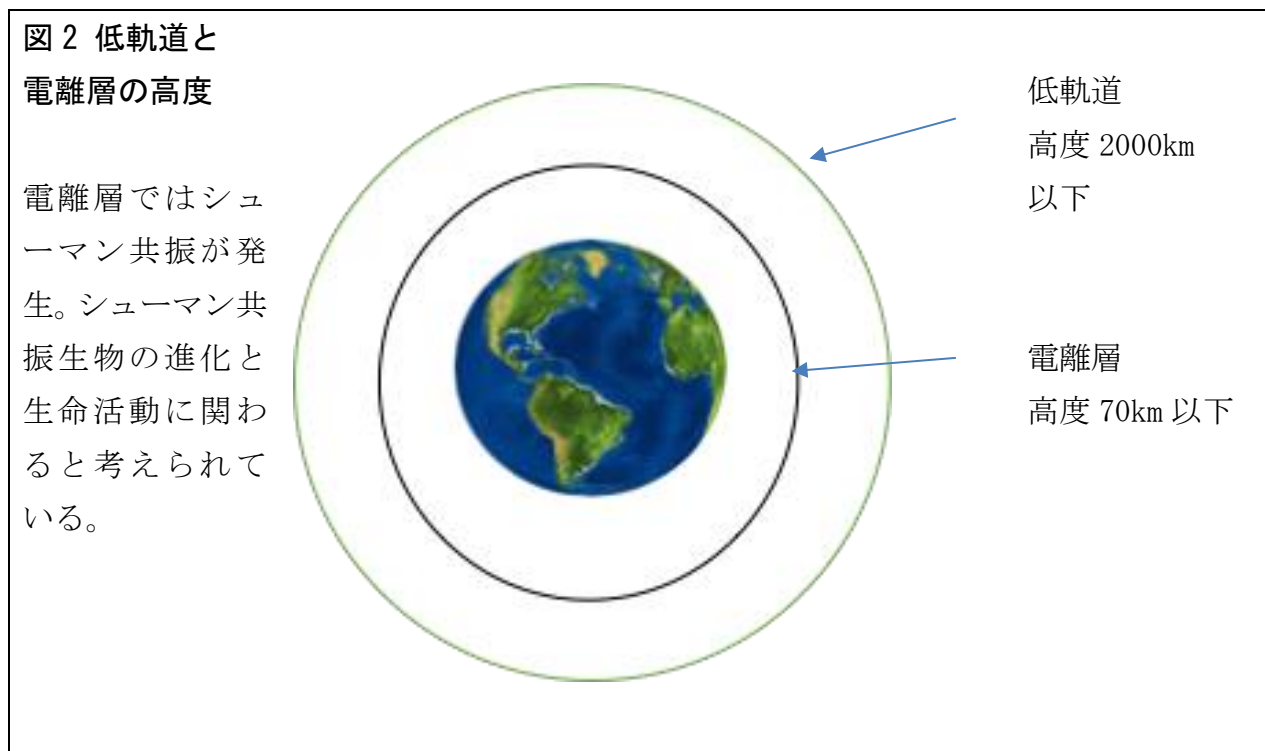 図 2 低軌道と
電離層の高度
電離層ではシュ
ーマン共振が発
生。シューマン共
振生物の進化と
生命活動に関わ
ると考えられて
いる。
低軌道
高度 2000km
以下
電離層
高度 70km 以下